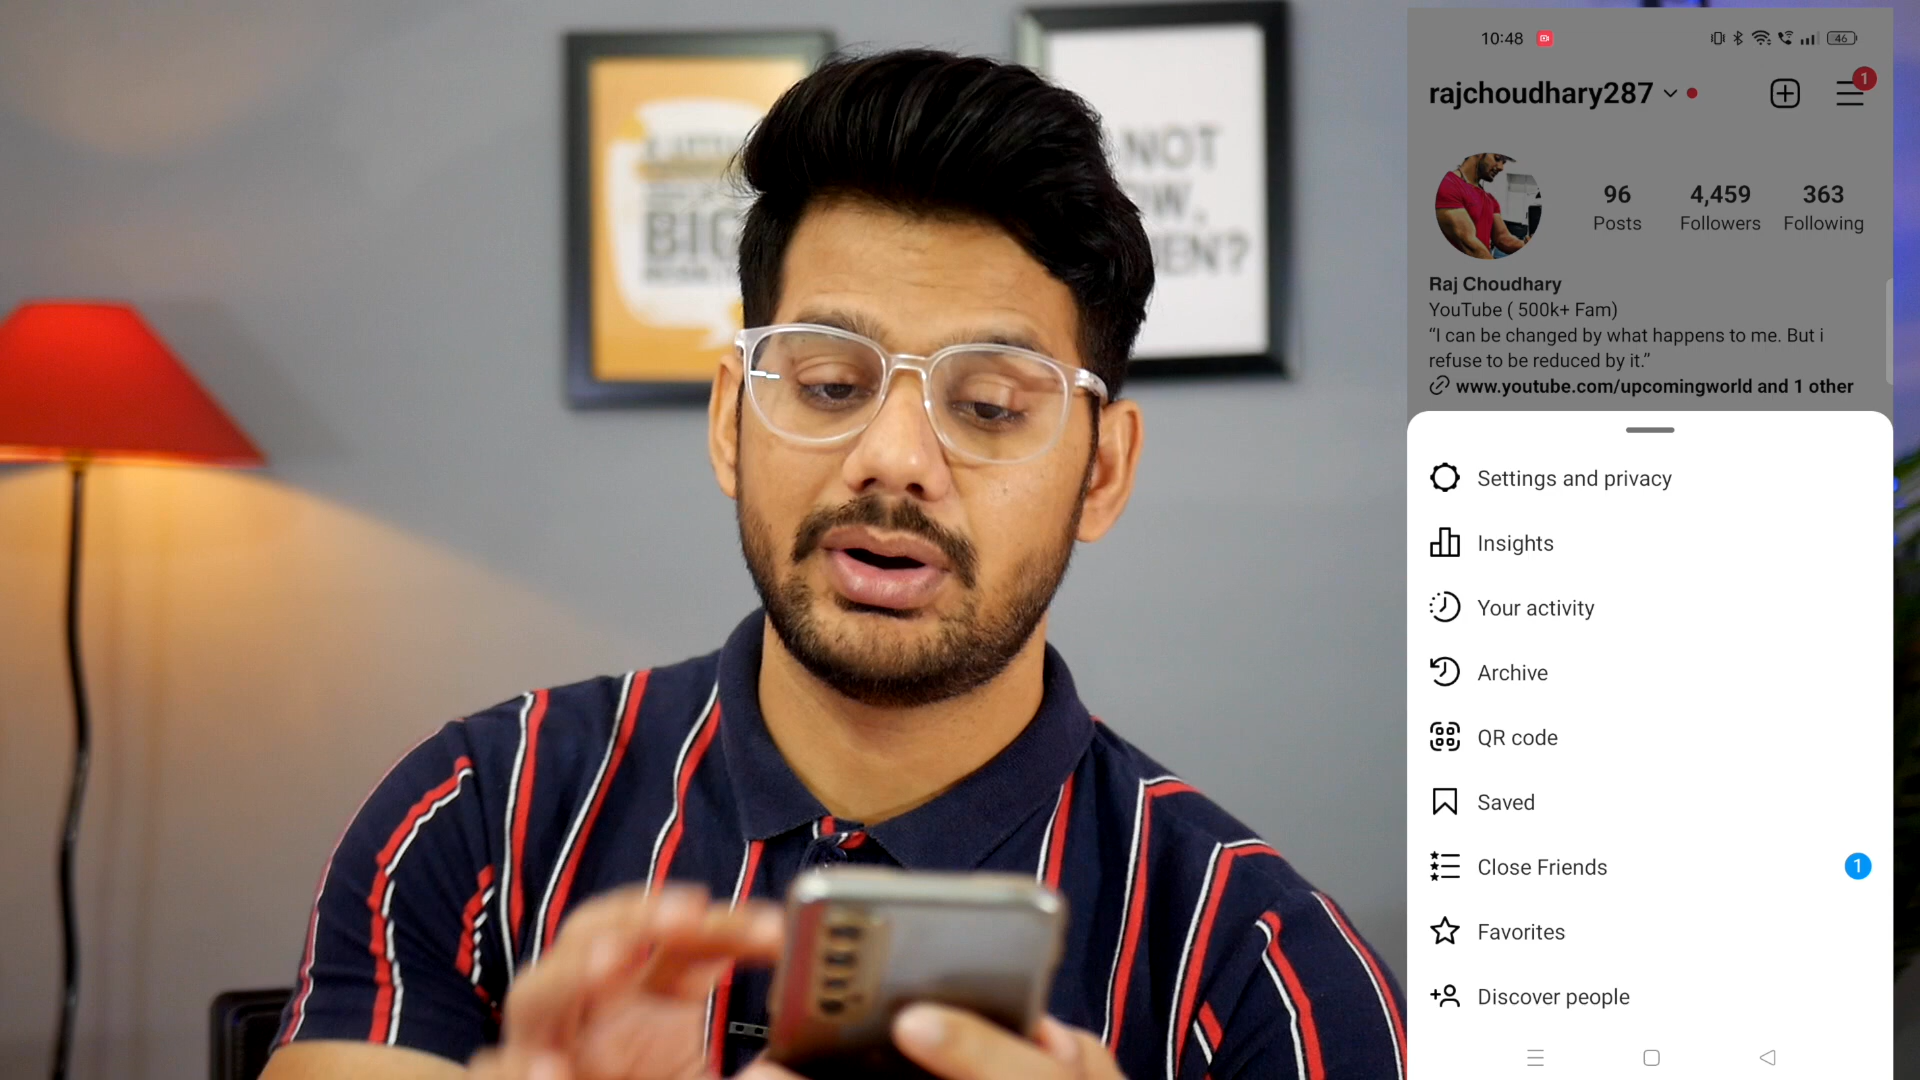 BIG
NOT
10:48
46
rajchoudhary287
1
96
4,459
363
Posts
Followers
Following
Raj Choudhary
YouTube ( 500k+ Fam)
“I can be changed by what happens to me. But i
refuse to be reduced by it.”
www.youtube.com/upcomingworld and 1 other
Settings and privacy
Insights
Your activity
Archive
QR code
Saved
Close Friends
1
Favorites
Discover people